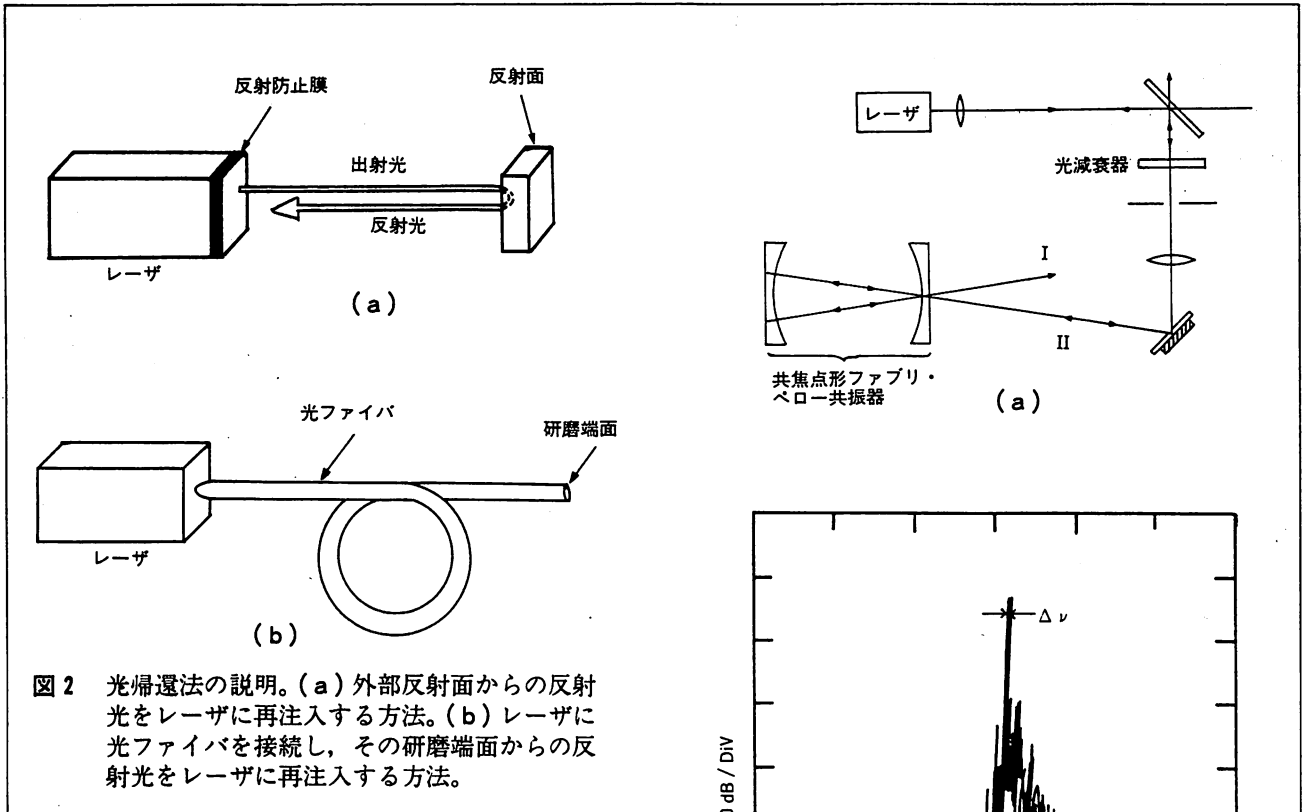 反射防止膜
反射面
出射光
反射光
レーザ
(a)
光ファイバ
研磨端面
レーザ
(b)
図2 光帰還法の説明。(a)外部反射面からの反射
光をレーザに再注入する方法。(b)レーザに
光ファイバを接続し，その研磨端面からの反
射光をレーザに再注入する方法。
レーザ
光減衰器
I
II
共焦点形ファブリ・
ペロー共振器
(a)
Δν
dB / DiV